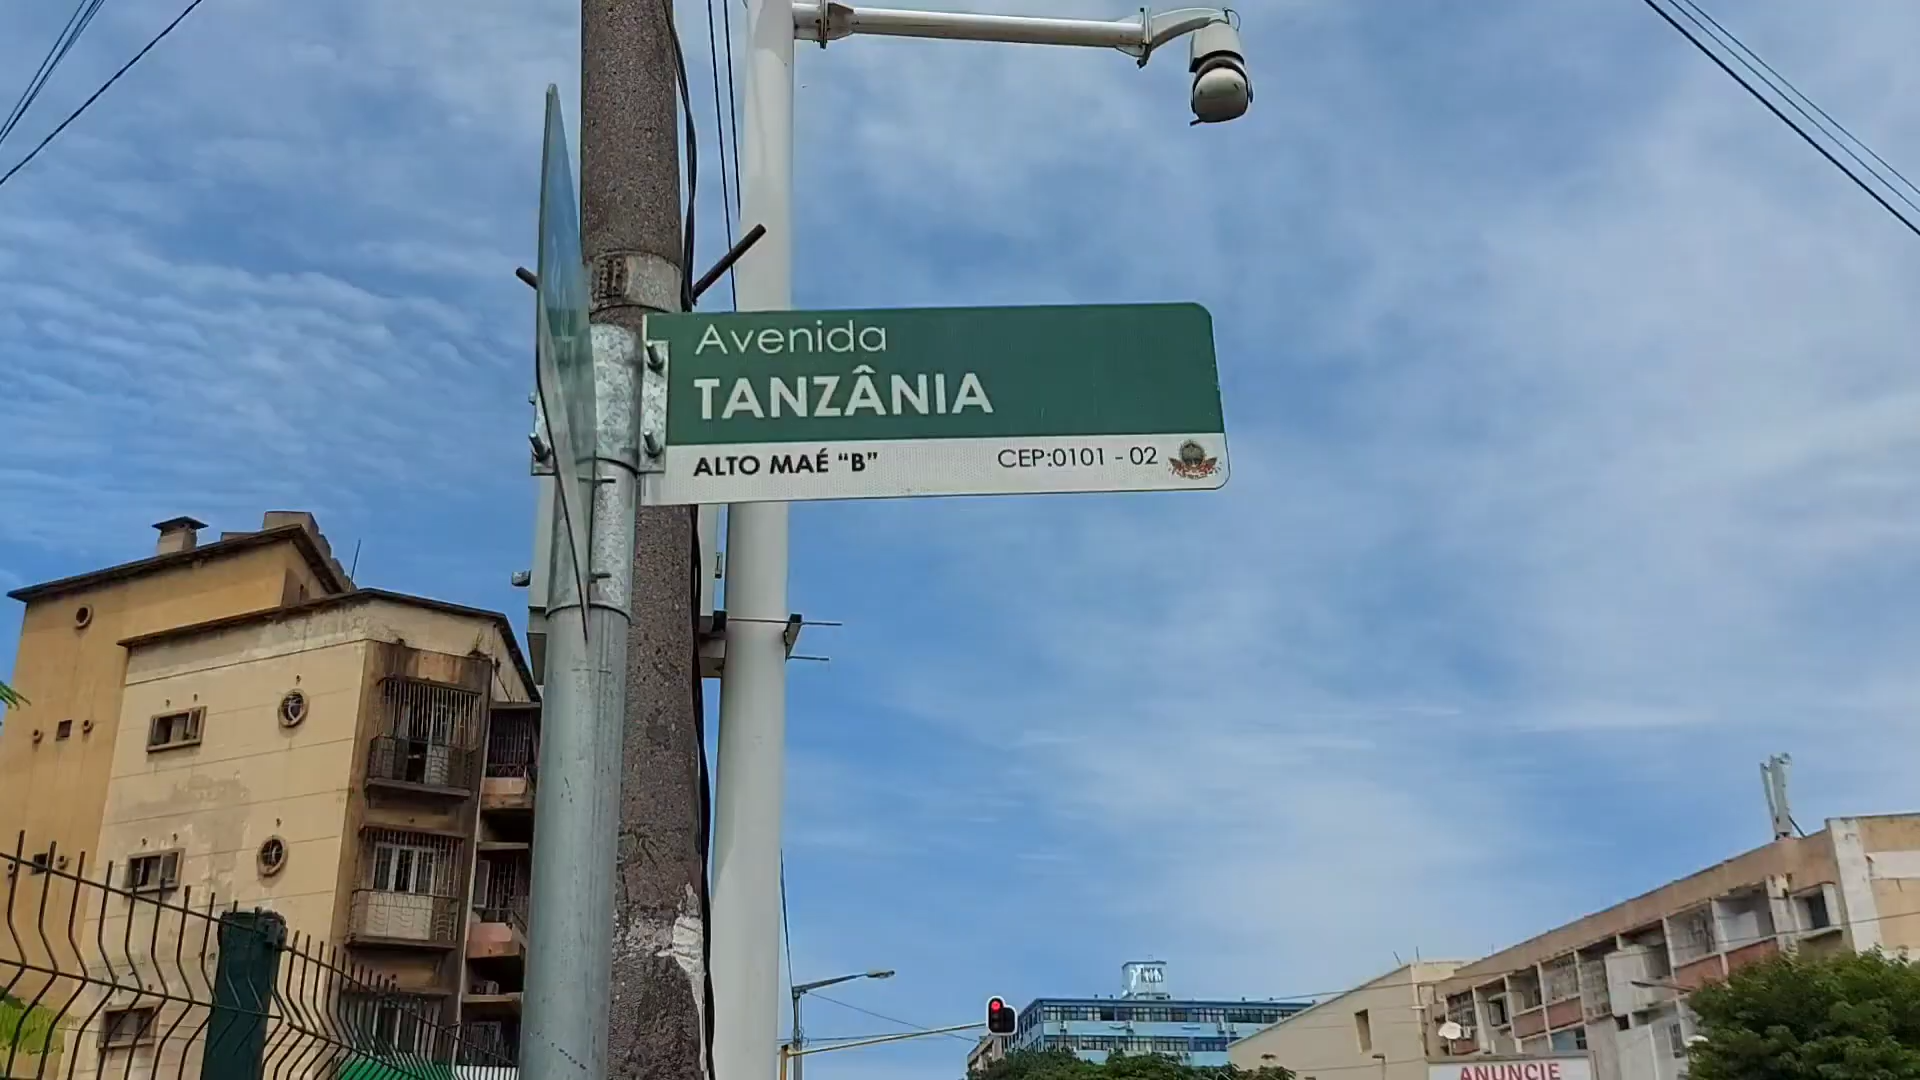 Avenida
TANZÂNIA
ALTO MAÉ “B” CEP:0101 - 02
ANUNCIE